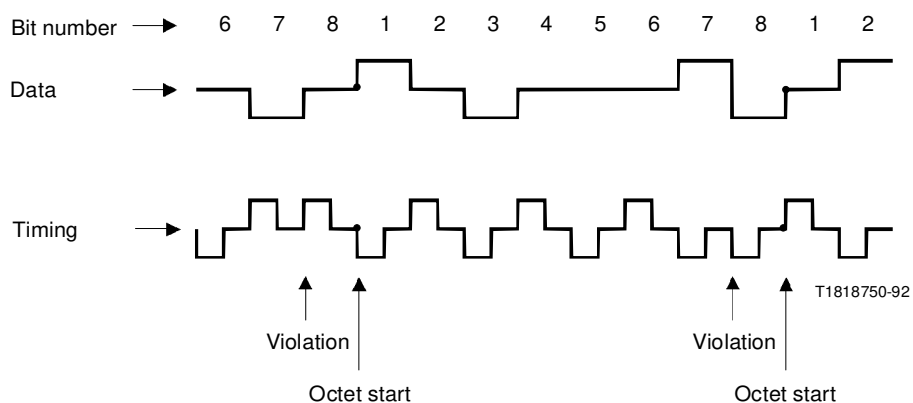 Bit number 6 7 8 1 2 3 4 5 6 7 8 1 2
Data
Timing
T1818750-92
Violation Violation
Octet start Octet start